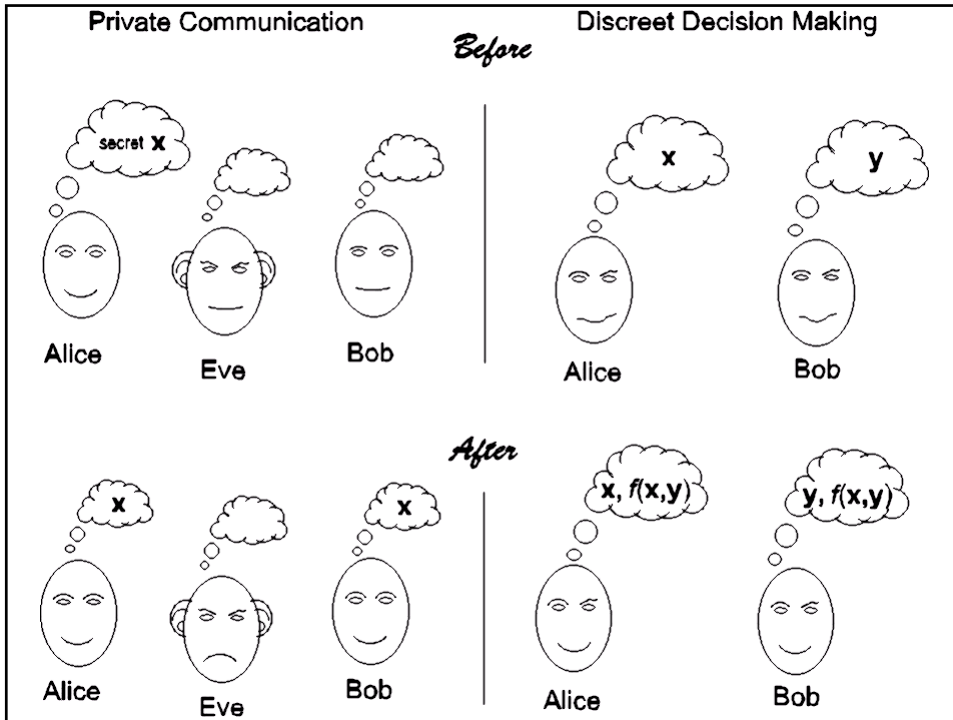 Private Communication
Discreet Decision Making
Before
secret x
x
y
Alice
Eve
Bob
Alice
Bob
After
x
x
x, f(x,y)
y, f(x,y)
Alice
Eve
Bob
Alice
Bob